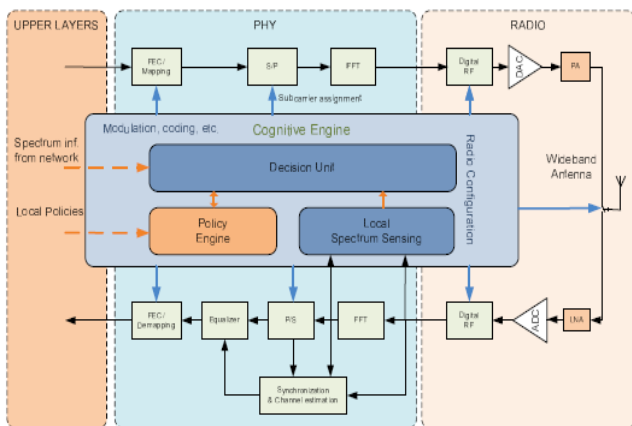 UPPER LAYERS
PHY
RADIO
FEC/
Mapping
S/P
IFFT
Digital
RF
DAC
PA
Subcarrier assignment
Modulation, coding, etc.
Cognitive Engine
Spectrum inf.
from network
Decision Unit
Radio Configuration
Wideband
Antenna
Local Policies
Policy
Engine
Local
Spectrum Sensing
FEC/
Demapping
Equalizer
P/S
FFT
Digital
RF
ADC
LNA
Synchronization
& Channel estimation